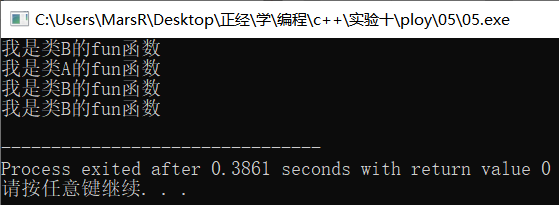 C:\Users\MarsR\Desktop\正经\学\编程\c++\实验十\ploy\05\05.exe
我是类B的fun函数
我是类A的fun函数
我是类B的fun函数
我是类B的fun函数
--------------------------------
Process exited after 0.3861 seconds with return value 0
请按任意键继续. . .